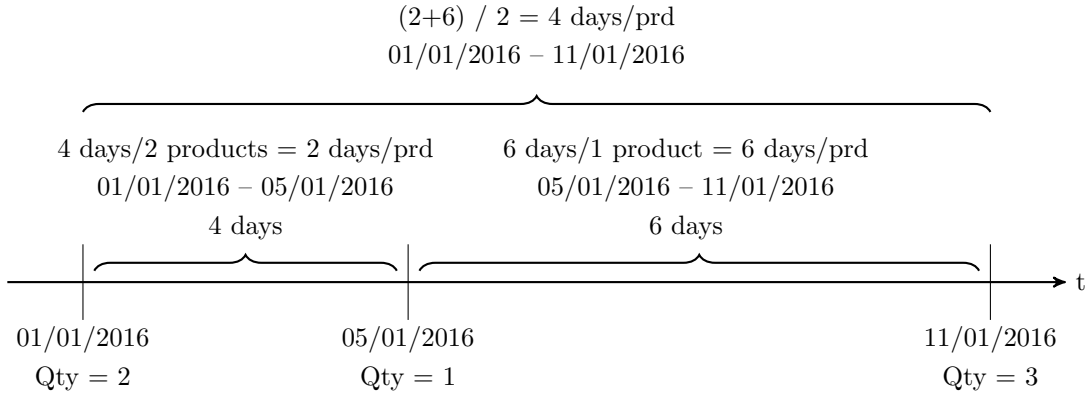 (2+6) / 2 = 4 days/prd
01/01/2016 – 11/01/2016
4 days/2 products = 2 days/prd
01/01/2016 – 05/01/2016
4 days
6 days/1 product = 6 days/prd
05/01/2016 – 11/01/2016
6 days
t
01/01/2016
Qty = 2
05/01/2016
Qty = 1
11/01/2016
Qty = 3